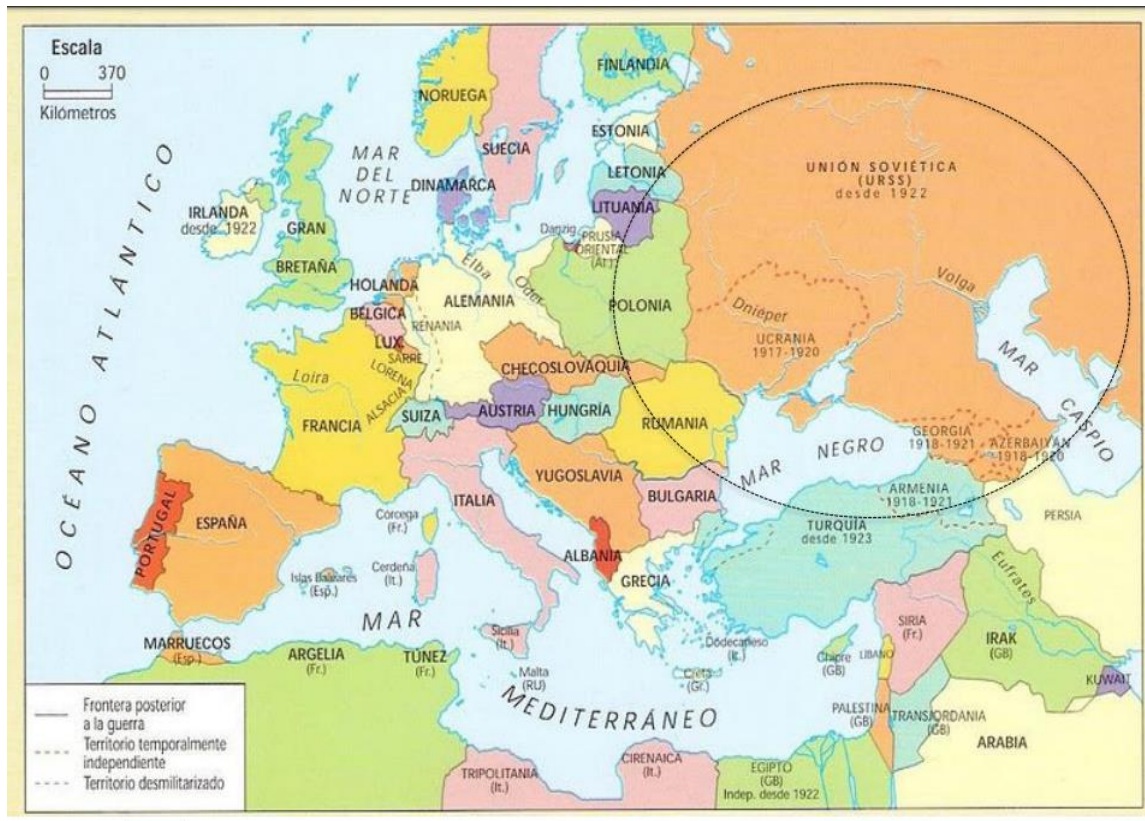 Escala
0 370
Kilómetros
OCÉANO ATLÁNTICO
MAR
DEL
NORTE
NORUEGA
SUECIA
FINLANDIA
ESTONIA
LETONIA
LITUANIA
DINAMARCA
IRLANDA
desde 1922
GRAN
BRETAÑA
Danzig
PRUSIA
ORIENTAL
(Al.)
UNIÓN SOVIÉTICA
(URSS)
desde 1922
HOLANDA
BÉLGICA
LUX
SARRE
LORENA
ALSACIA
RENANIA
ALEMANIA
Elba
Oder
POLONIA
Dniéper
UCRANIA
1917-1920
Volga
MAR CASPIO
CHECOSLOVAQUIA
Loira
FRANCIA
SUIZA
AUSTRIA
HUNGRÍA
RUMANIA
MAR NEGRO
GEORGIA
1918-1921
AZERBAIYÁN
1918-1920
ARMENIA
1918-1921
PERSIA
PORTUGAL
ESPAÑA
Córcega
(Fr.)
Cerdeña
(It.)
Islas Baleares
(Esp.)
ITALIA
YUGOSLAVIA
BULGARIA
ALBANIA
GRECIA
TURQUÍA
desde 1923
Eufrates
MAR MEDITERRÁNEO
Sicilia
(It.)
Malta
(RU)
Creta
(Gr.)
Dodecaneso
(It.)
Chipre
(GB)
LÍBANO
SIRIA
(Fr.)
IRAK
(GB)
KUWAIT
PALESTINA
(GB)
TRANSJORDANIA
(GB)
ARABIA
MARRUECOS
(Esp.)
ARGELIA
(Fr.)
TÚNEZ
(Fr.)
TRIPOLITANIA
(It.)
CIRENAICA
(It.)
EGIPTO
(GB)
Indep. desde 1922
Frontera posterior
a la guerra
Territorio temporalmente
independiente
Territorio desmilitarizado